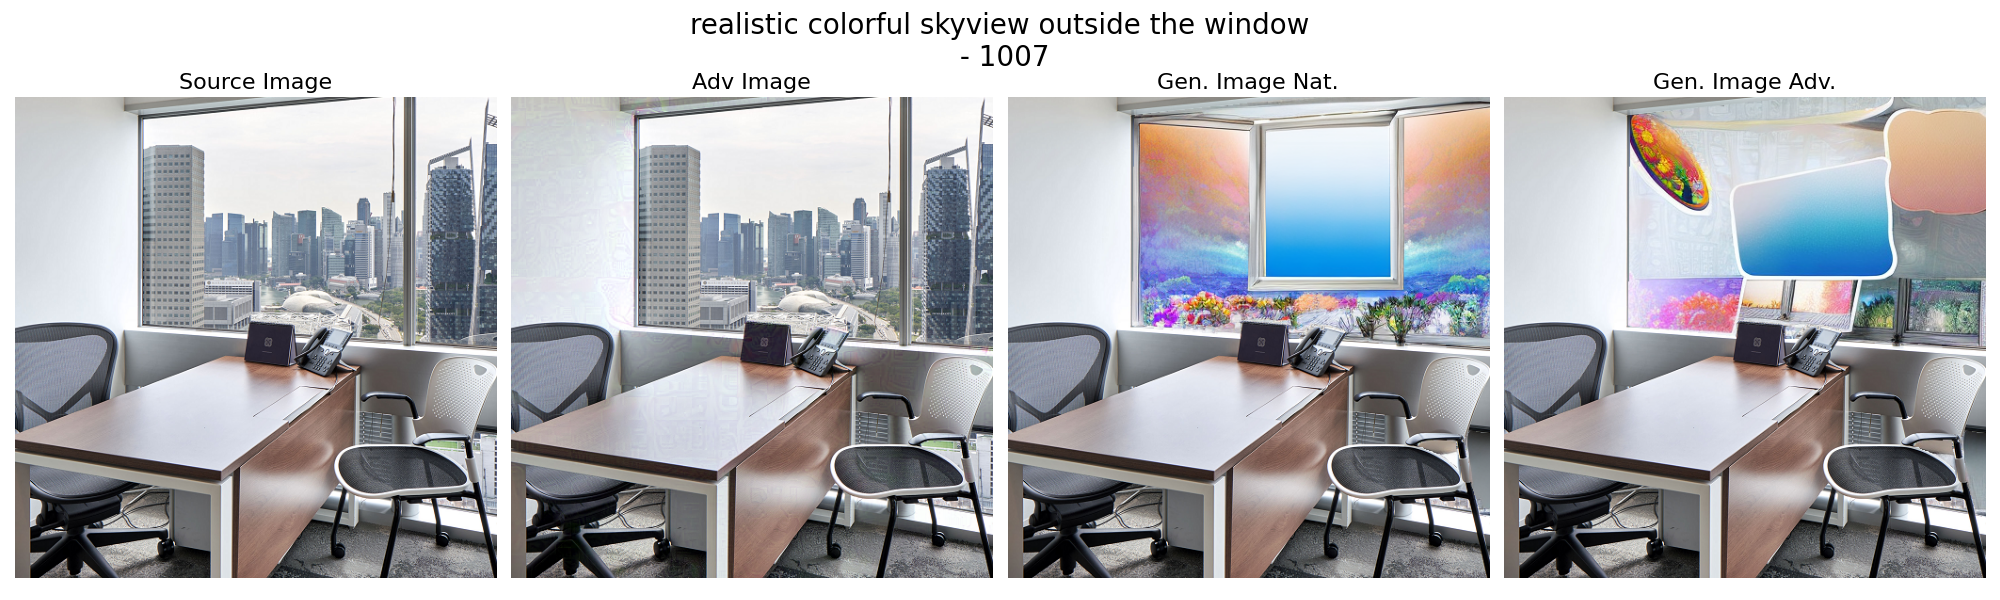 realistic colorful skyview outside the window
- 1007
Source Image
Adv Image
Gen. Image Nat.
Gen. Image Adv.